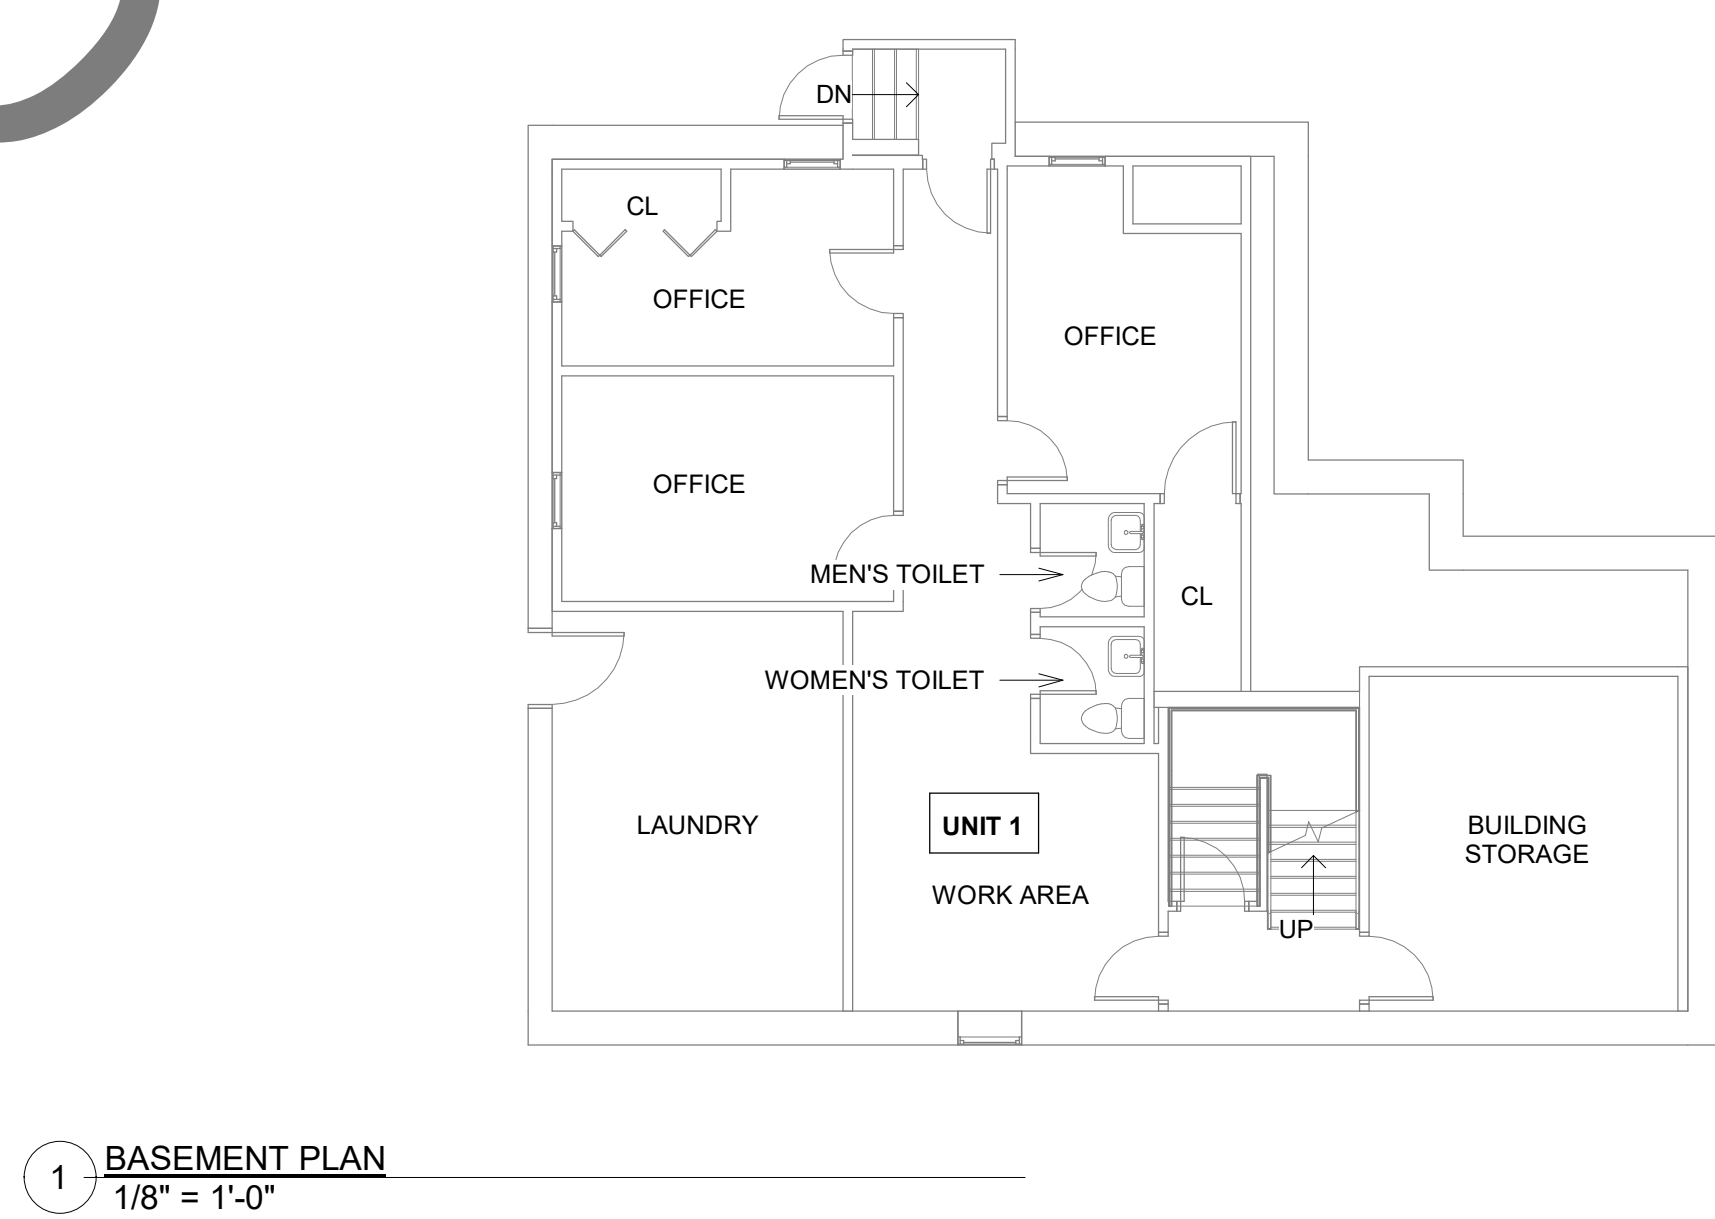 DN
CL
OFFICE
OFFICE
OFFICE
MEN'S TOILET
CL
WOMEN'S TOILET
LAUNDRY
UNIT 1
WORK AREA
BUILDING
STORAGE
UP
1
BASEMENT PLAN
1/8" = 1'-0"